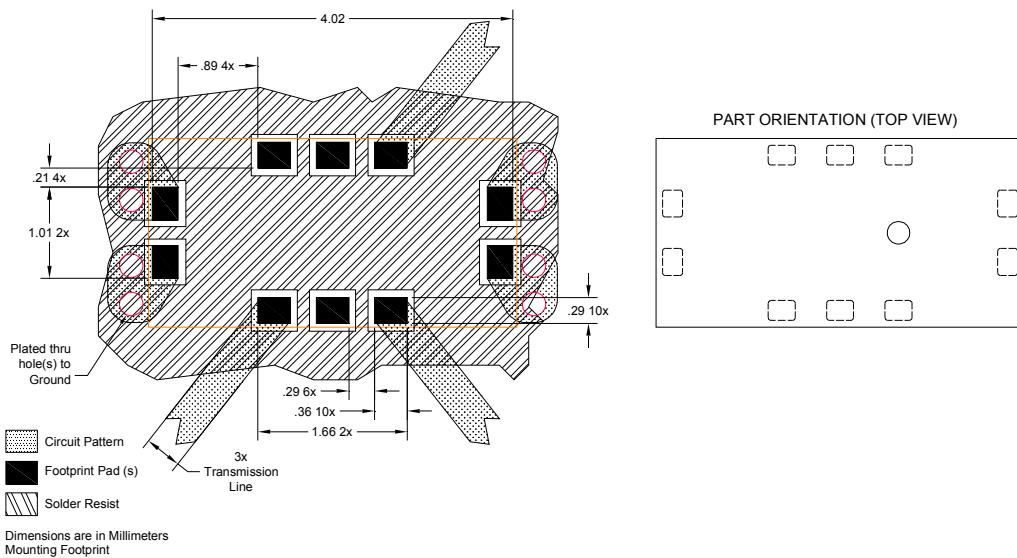 4.02
.89 4x
PART ORIENTATION (TOP VIEW)
.21 4x
1.01 2x
.29 10x
Plated thru
hole(s) to
Ground
.29 6x
.36 10x
1.66 2x
3x
Transmission
Line
Circuit Pattern
Footprint Pad (s)
Solder Resist
Dimensions are in Millimeters
Mounting Footprint